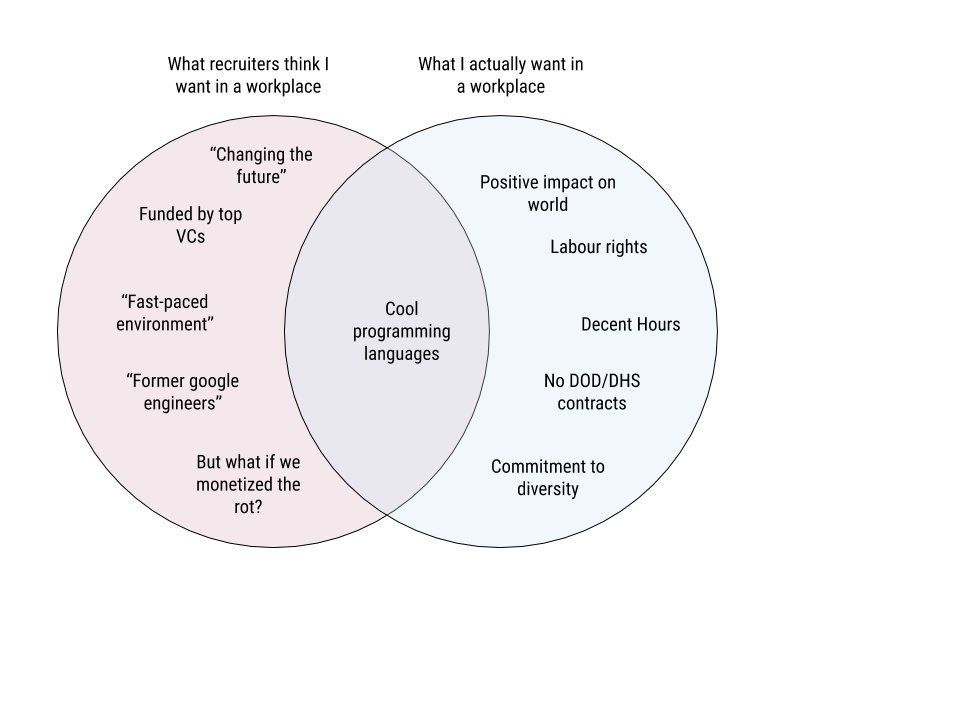 What recruiters think I
want in a workplace
What I actually want in
a workplace
“Changing the
future”
Funded by top
VCs
“Fast-paced
environment”
“Former google
engineers”
But what if we
monetized the
rot?
Cool
programming
languages
Positive impact on
world
Labour rights
Decent Hours
No DOD/DHS
contracts
Commitment to
diversity